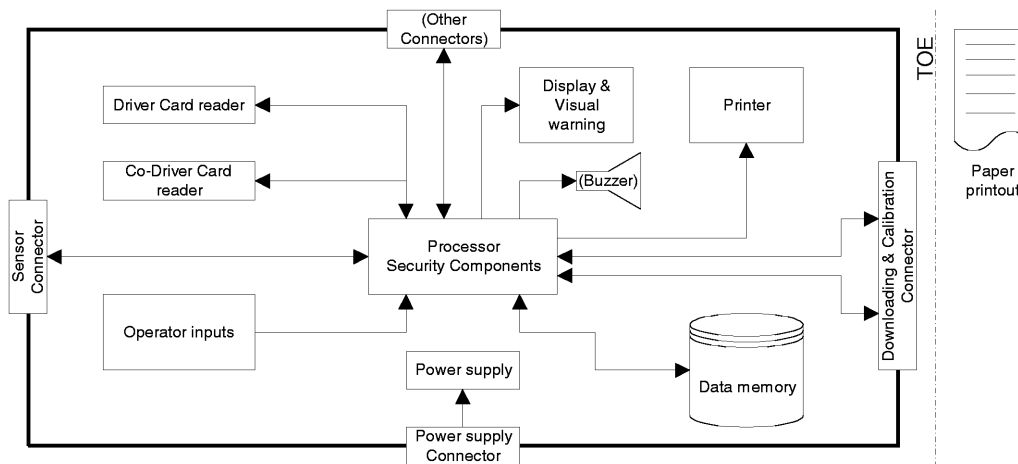 (Other
Connectors)
TOE
Driver Card reader
Display &
Visual
warning
Printer
Co-Driver Card
reader
(Buzzer)
Paper
printout
Sensor
Connector
Processor
Security Components
Downloading & Calibration
Connector
Operator inputs
Power supply
Data memory
Power supply
Connector